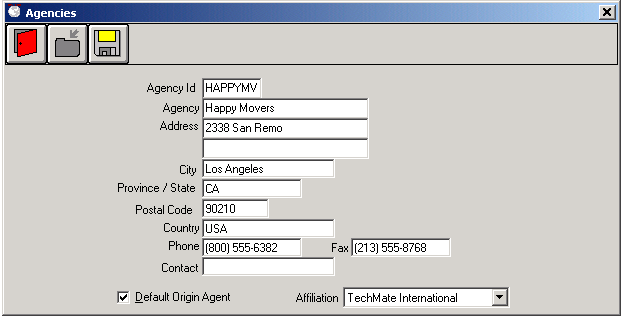 Agencies
Agency Id HAPPYMV
Agency Happy Movers
Address 2338 San Remo
City Los Angeles
Province / State CA
Postal Code 90210
Country USA
Phone (800) 555-6382 Fax (213) 555-8768
Contact
Default Origin Agent Affiliation TechMate International